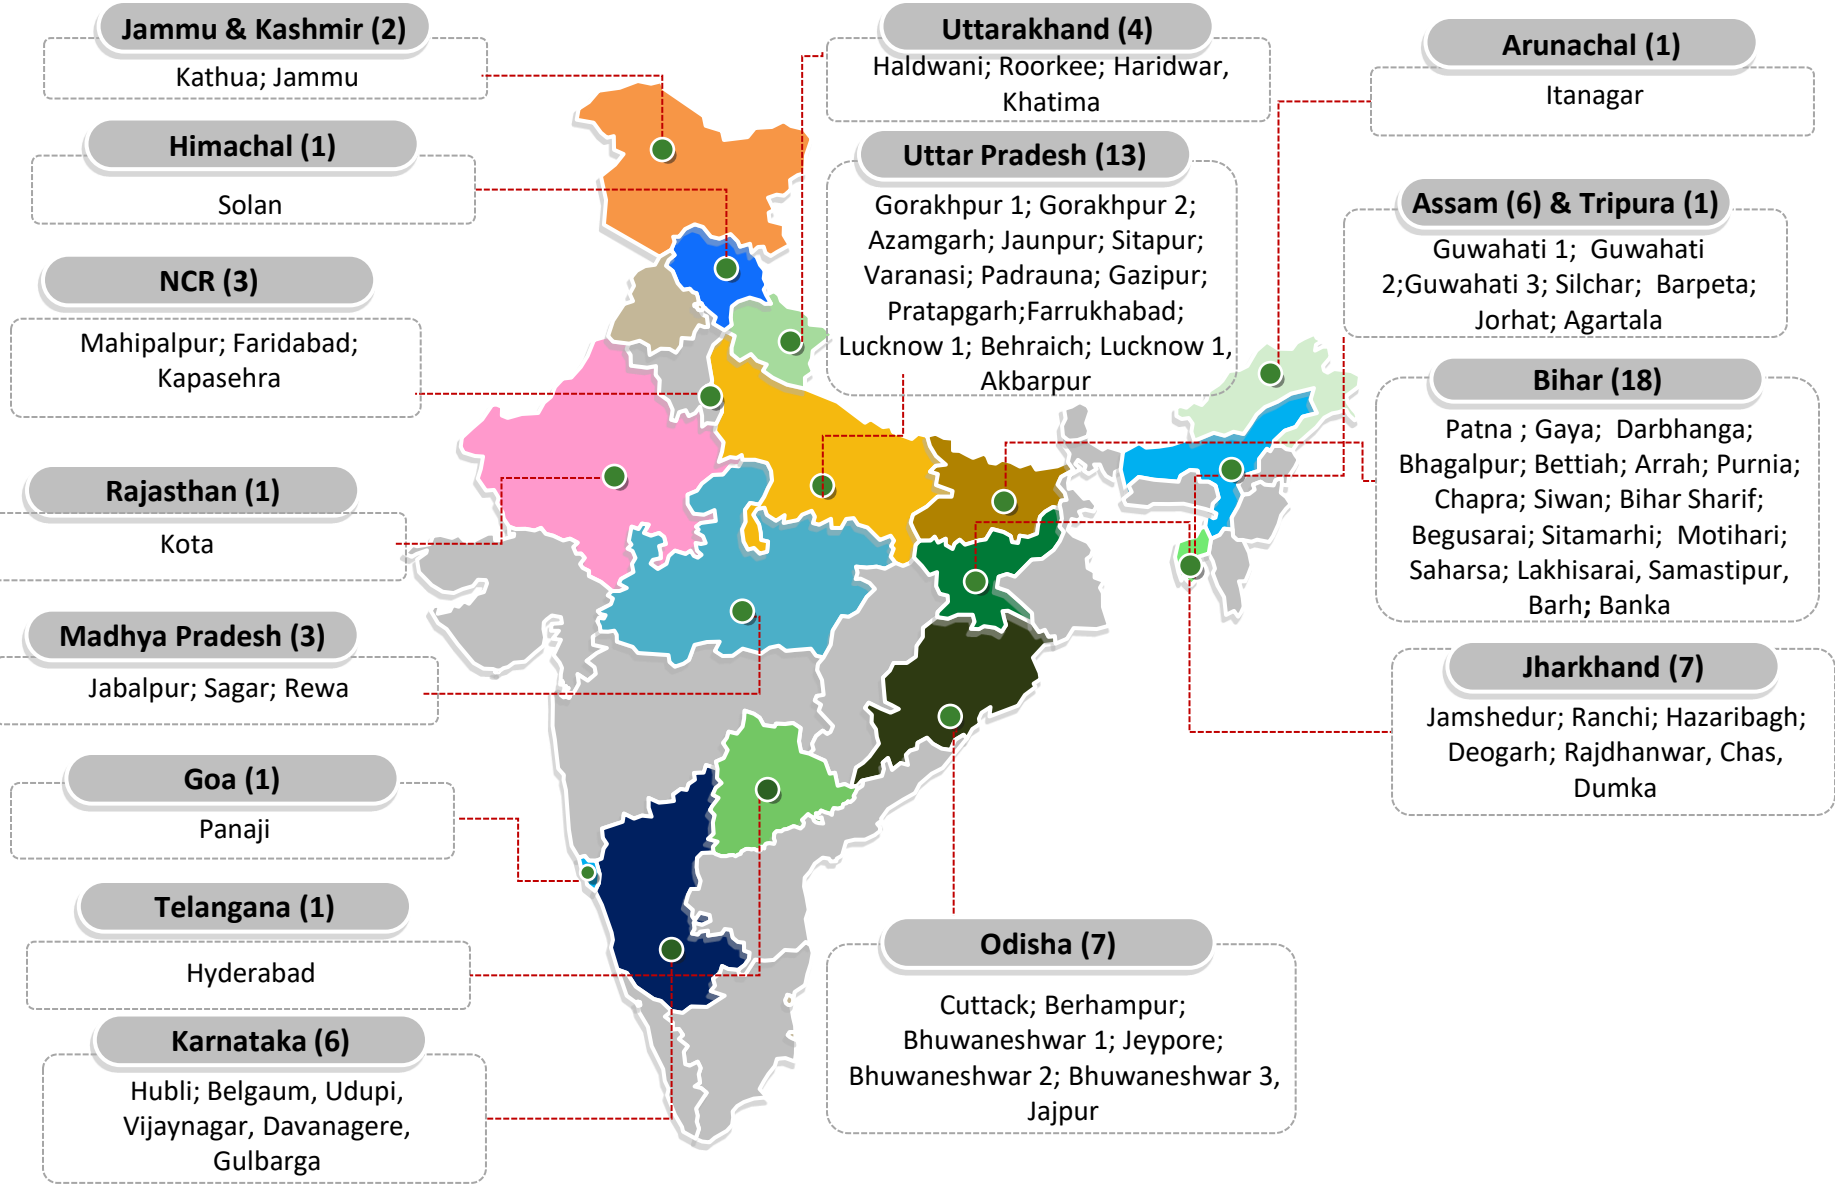 Jammu & Kashmir (2)
Kathua; Jammu
Himachal (1)
Solan
NCR (3)
Mahipalpur; Faridabad;
Kapasehra
Rajasthan (1)
Kota
Madhya Pradesh (3)
Jabalpur; Sagar; Rewa
Goa (1)
Panaji
Telangana (1)
Hyderabad
Karnataka (6)
Hubli; Belgaum, Udupi,
Vijaynagar, Davanagere,
Gulbarga
Uttarakhand (4)
Haldwani; Roorkee; Haridwar,
Khatima
Uttar Pradesh (13)
Gorakhpur 1; Gorakhpur 2;
Azamgarh; Jaunpur; Sitapur;
Varanasi; Padrauna; Gazipur;
Pratapgarh;Farrukhabad;
Lucknow 1; Behraich; Lucknow 1,
Akbarpur
Odisha (7)
Cuttack; Berhampur;
Bhuwaneshwar 1; Jeypore;
Bhuwaneshwar 2; Bhuwaneshwar 3,
Jajpur
Arunachal (1)
Itanagar
Assam (6) & Tripura (1)
Guwahati 1; Guwahati
2;Guwahati 3; Silchar; Barpeta;
Jorhat; Agartala
Bihar (18)
Patna ; Gaya; Darbhanga;
Bhagalpur; Bettiah; Arrah; Purnia;
Chapra; Siwan; Bihar Sharif;
Begusarai; Sitamarhi; Motihari;
Saharsa; Lakhisarai, Samastipur,
Barh; Banka
Jharkhand (7)
Jamshedur; Ranchi; Hazaribagh;
Deogarh; Rajdhanwar, Chas,
Dumka